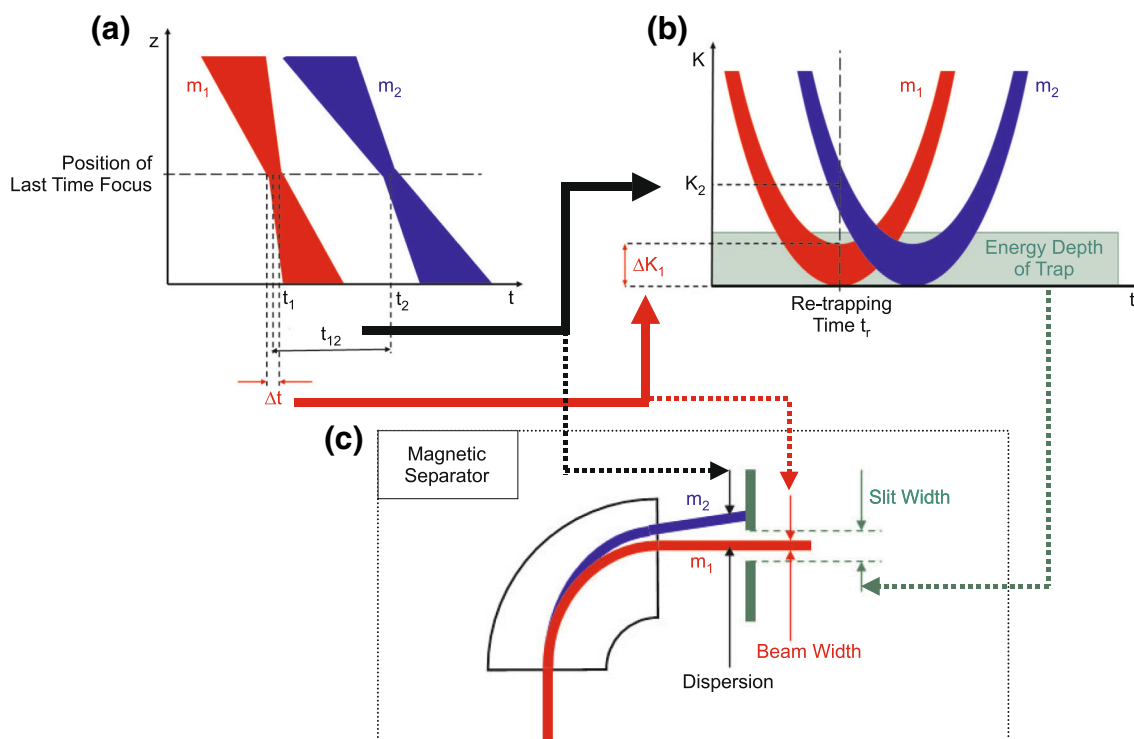 (a)
z
m1
m2
Position of
Last Time Focus
t1
t2
t
t12
Δt
(b)
K
m1
m2
K2
ΔK1
Energy Depth
of Trap
t
Re-trapping
Time tr
(c)
Magnetic
Separator
m2
m1
Slit Width
Beam Width
Dispersion